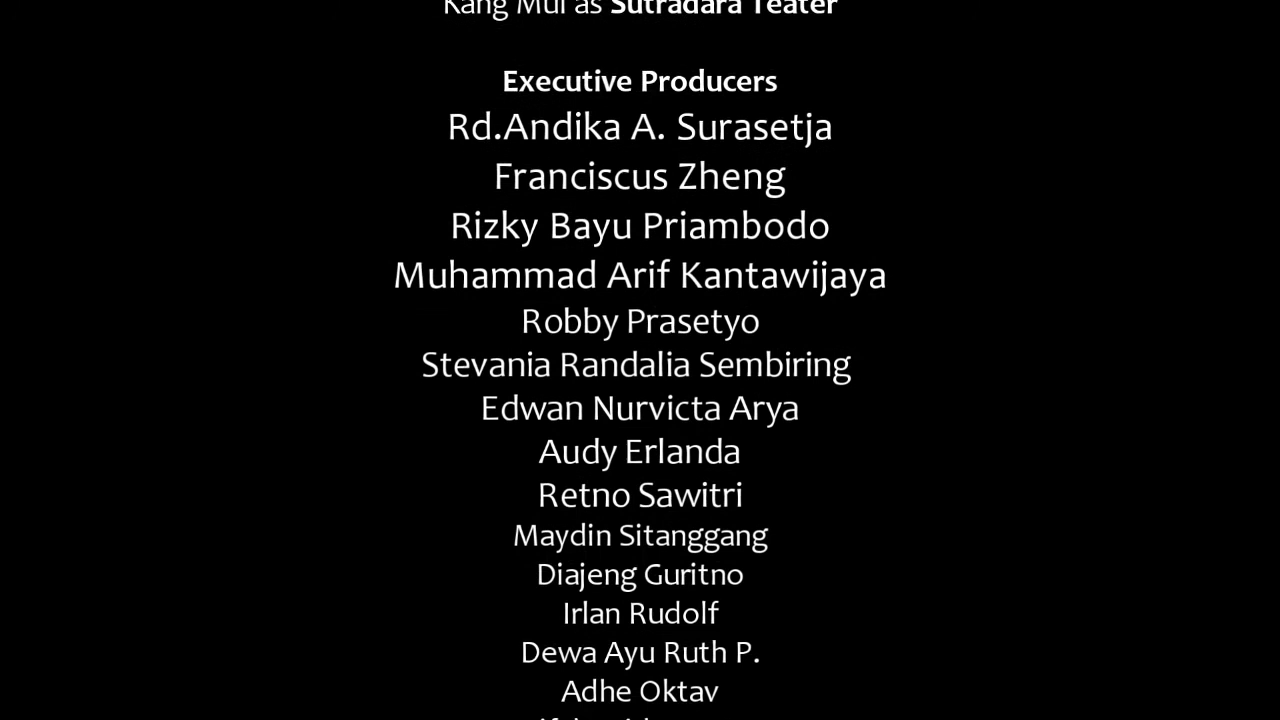 Kang Mul as Sutradara Teater
Executive Producers
Rd.Andika A. Surasetja
Franciscus Zheng
Rizky Bayu Priambodo
Muhammad Arif Kantawijaya
Robby Prasetyo
Stevania Randalia Sembiring
Edwan Nurvicta Arya
Audy Erlanda
Retno Sawitri
Maydin Sitanggang
Diajeng Guritno
Irlan Rudolf
Dewa Ayu Ruth P.
Adhe Oktav